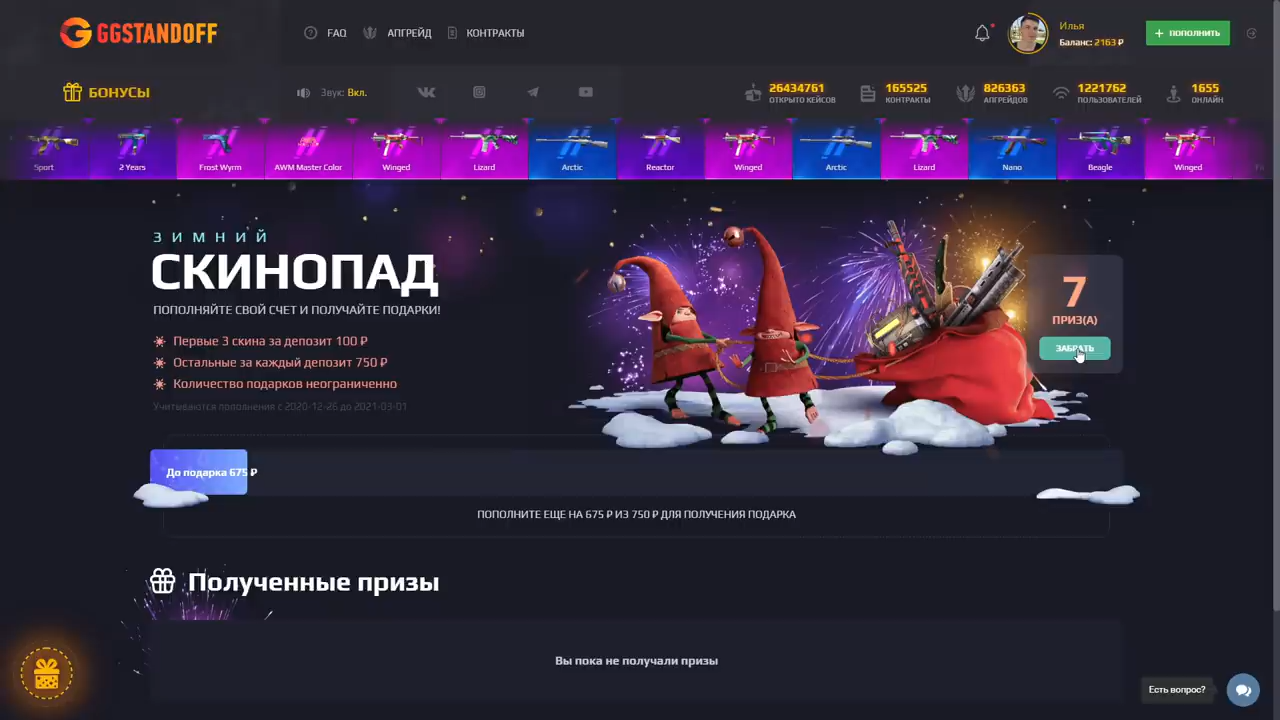 GGSTANDOFF
FAQ
АПГРЕЙД
КОНТРАКТЫ
Илья
Баланс: 2163 ₽
+ ПОПОЛНИТЬ
БОНУСЫ
Звук: Вкл.
26434761
ОТКРЫТО КЕЙСОВ
165525
КОНТРАКТЫ
826363
АПГРЕЙДОВ
1221762
ПОЛЬЗОВАТЕЛЕЙ
1655
ОНЛАЙН
Sport
2 Years
Frost Wyrm
AWM Master Color
Winged
Lizard
Arctic
Reactor
Winged
Arctic
Lizard
Nano
Beagle
Winged
ЗИМНИЙ
СКИНОПАД
ПОПОЛНЯЙТЕ СВОЙ СЧЕТ И ПОЛУЧАЙТЕ ПОДАРКИ!
Первые 3 скина за депозит 100 ₽
Остальные за каждый депозит 750 ₽
Количество подарков неограниченно
Учитываются пополнения с 2020-12-26 до 2021-03-01
7
ПРИЗ(А)
ЗАБРАТЬ
До подарка 675 ₽
ПОПОЛНИТЕ ЕЩЕ НА 675 ₽ ИЗ 750 ₽ ДЛЯ ПОЛУЧЕНИЯ ПОДАРКА
Полученные призы
Вы пока не получали призы
Есть вопрос?